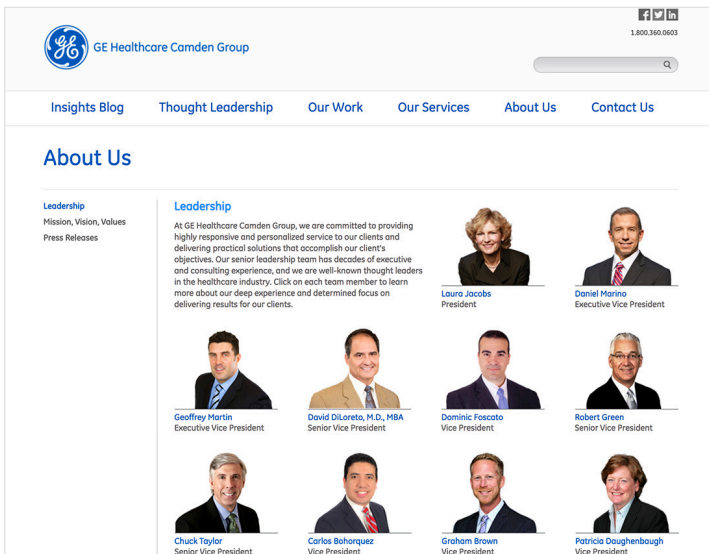 1.800.360.0603
GE Healthcare Camden Group
Insights Blog Thought Leadership Our Work Our Services About Us Contact Us
About Us
Leadership
Mission, Vision, Values
Press Releases
Leadership
At GE Healthcare Camden Group, we are committed to providing
highly responsive and personalized service to our clients and
delivering practical solutions that accomplish our client's
objectives. Our senior leadership team has decades of executive
and consulting experience, and we are well-known thought leaders
in the healthcare industry. Click on each team member to learn
more about our deep experience and determined focus on
delivering results for our clients.
Laura Jacobs
President
Daniel Marino
Executive Vice President
Geoffrey Martin
Executive Vice President
David DiLoreto, M.D., MBA
Senior Vice President
Dominic Foscato
Vice President
Robert Green
Senior Vice President
Chuck Taylor
Senior Vice President
Carlos Bohorquez
Vice President
Graham Brown
Vice President
Patricia Daughenbaugh
Vice President